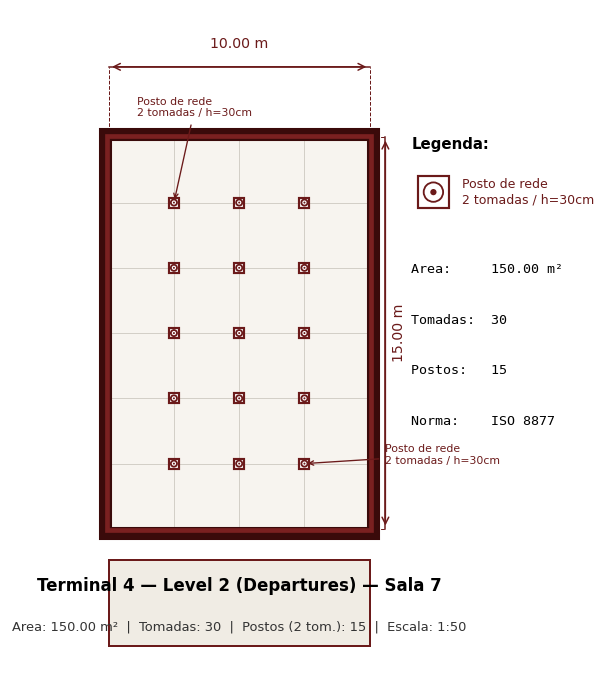 10.00 m
Posto de rede
2 tomadas / h=30cm
Legenda:
Posto de rede
2 tomadas / h=30cm
Area:     150.00 m²
Tomadas:  30
15.00 m
Postos:   15
Norma:    ISO 8877
Posto de rede
2 tomadas / h=30cm
Terminal 4 — Level 2 (Departures) — Sala 7
Area: 150.00 m²  |  Tomadas: 30  |  Postos (2 tom.): 15  |  Escala: 1:50